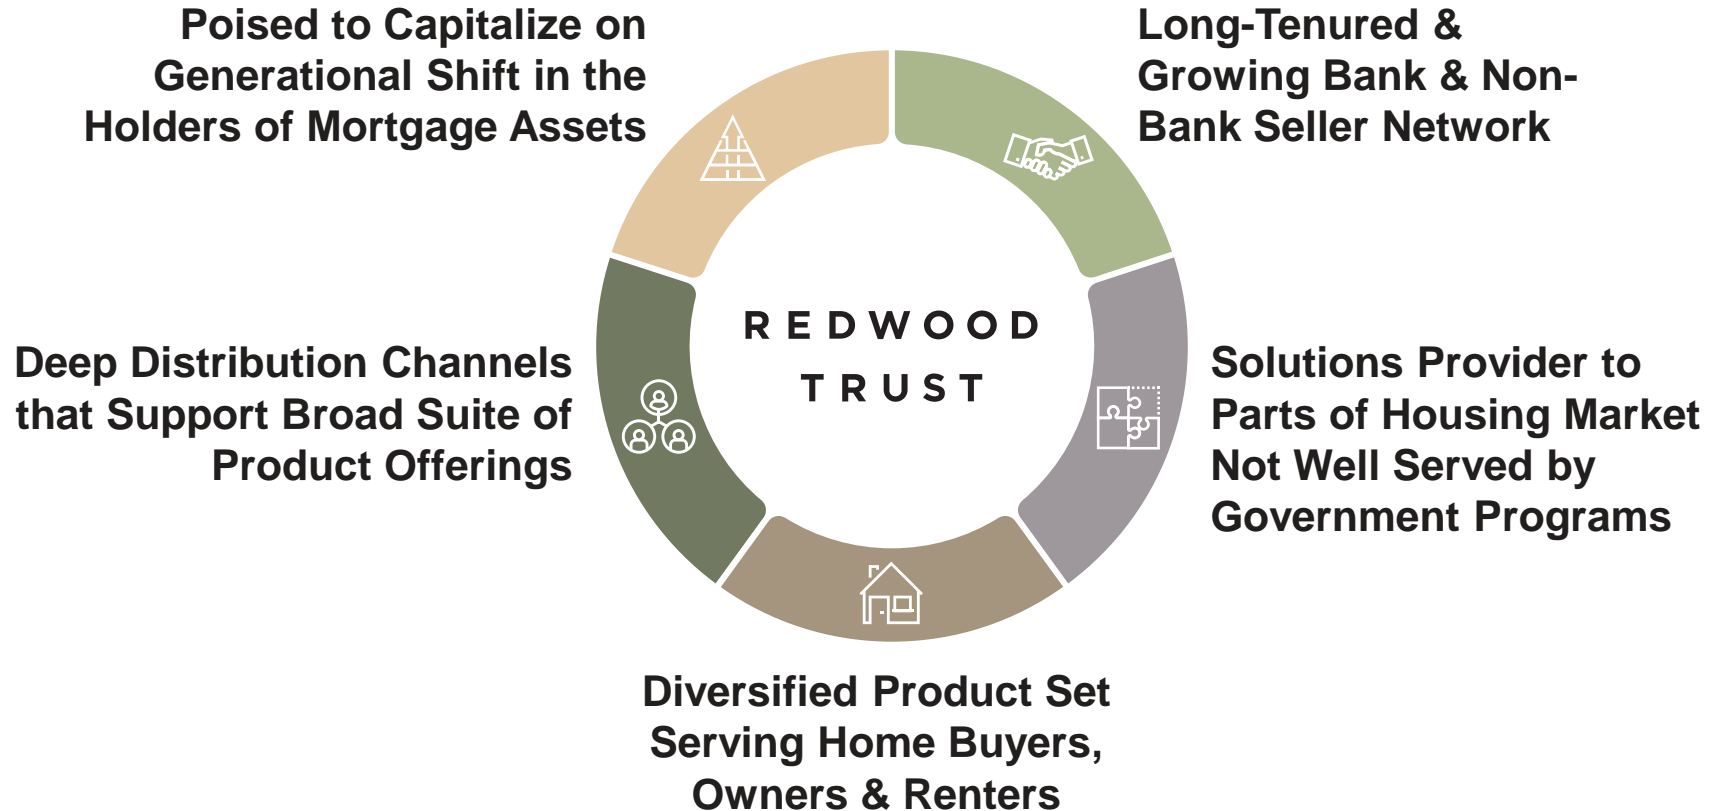 Poised to Capitalize on
Generational Shift in the
Holders of Mortgage Assets
Long-Tenured &
Growing Bank & Non-
Bank Seller Network
REDWOOD
TRUST
Deep Distribution Channels
that Support Broad Suite of
Product Offerings
Solutions Provider to
Parts of Housing Market
Not Well Served by
Government Programs
Diversified Product Set
Serving Home Buyers,
Owners & Renters